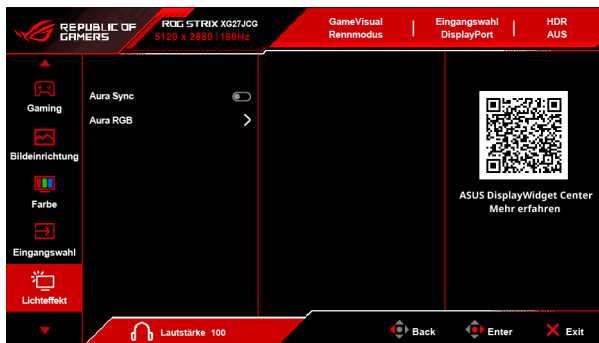 REPUBLIC OF
GAMERS
ROG STRIX XG27JCG
5120 x 2880 | 180Hz
GameVisual
Rennmodus
Eingangswahl
DisplayPort
HDR
AUS
Gaming
Bildeinrichtung
Farbe
Eingangswahl
Lichteffekt
Aura Sync
Aura RGB
ASUS DisplayWidget Center
Mehr erfahren
Lautstärke 100
Back
Enter
Exit